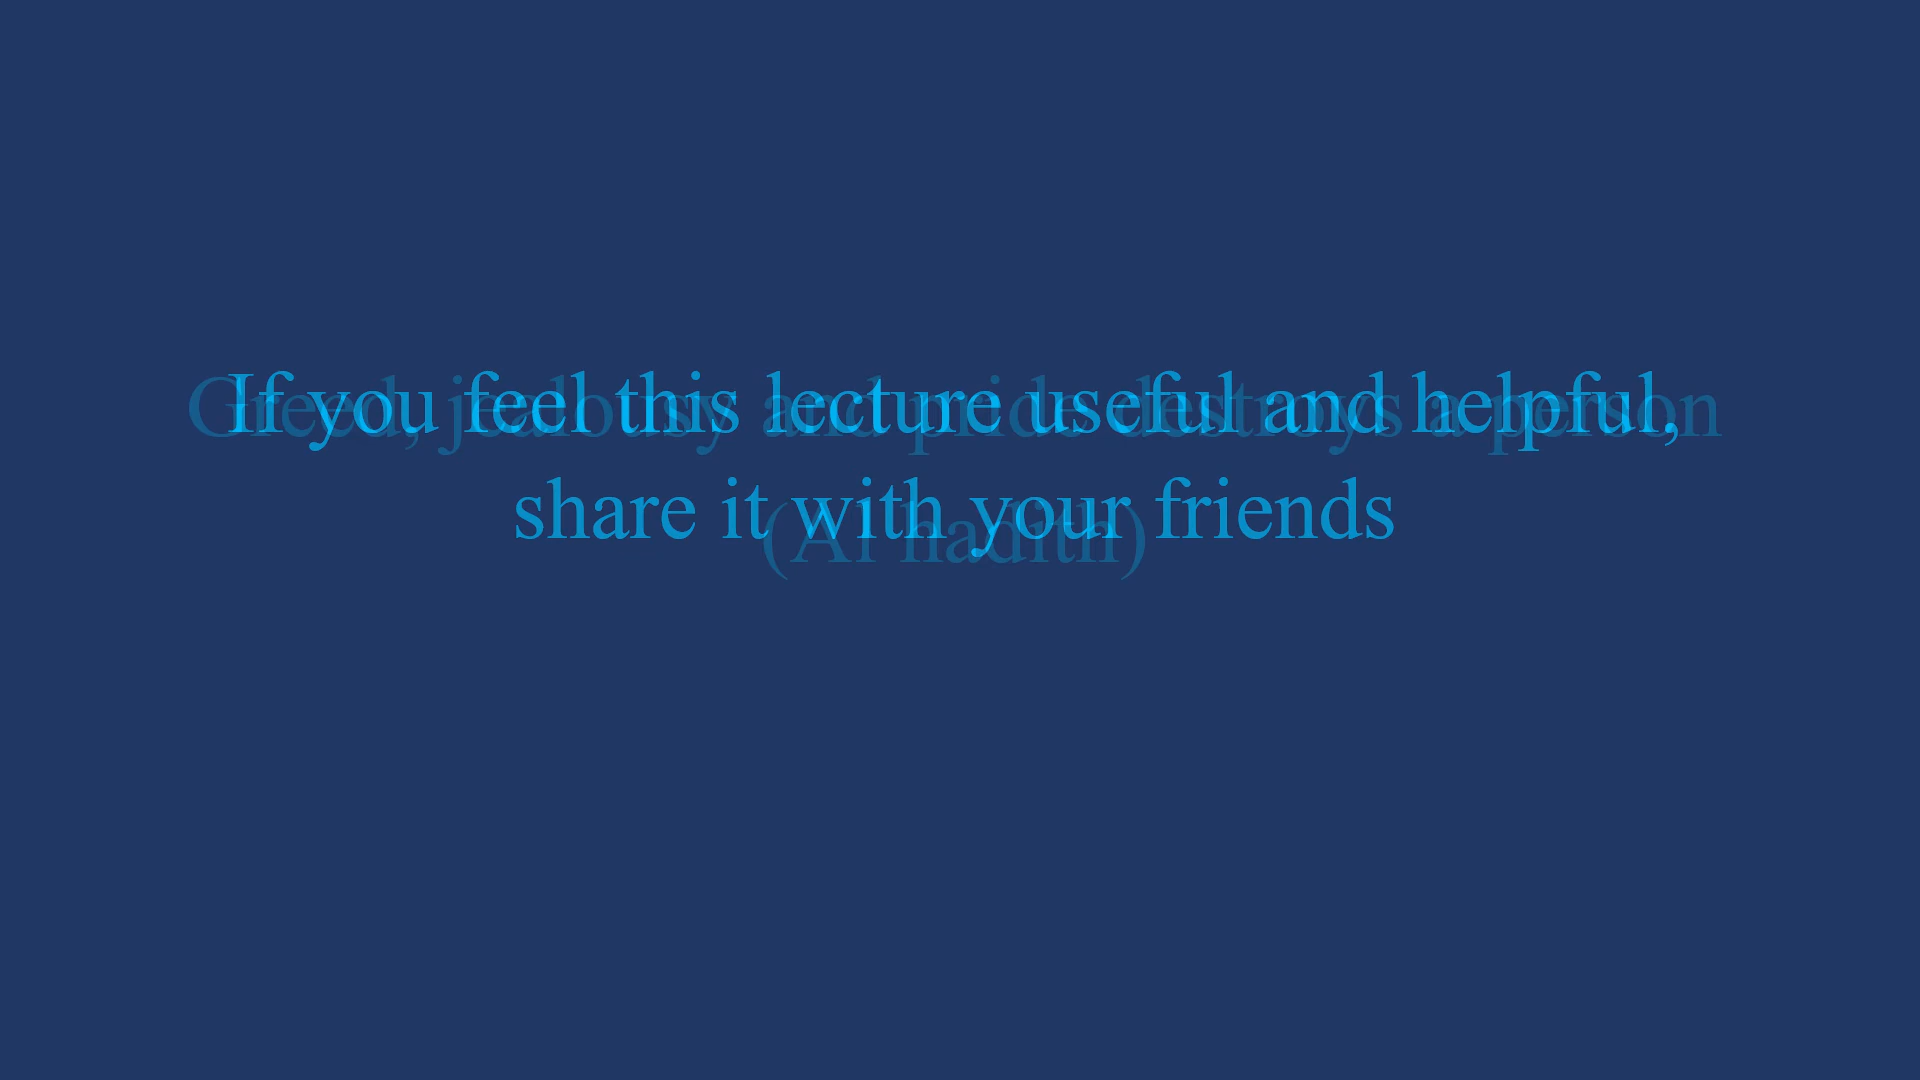 If you feel this lecture useful and helpful,
share it with your friends
Greed, jealousy and pride destroys a person
(Al hadith)